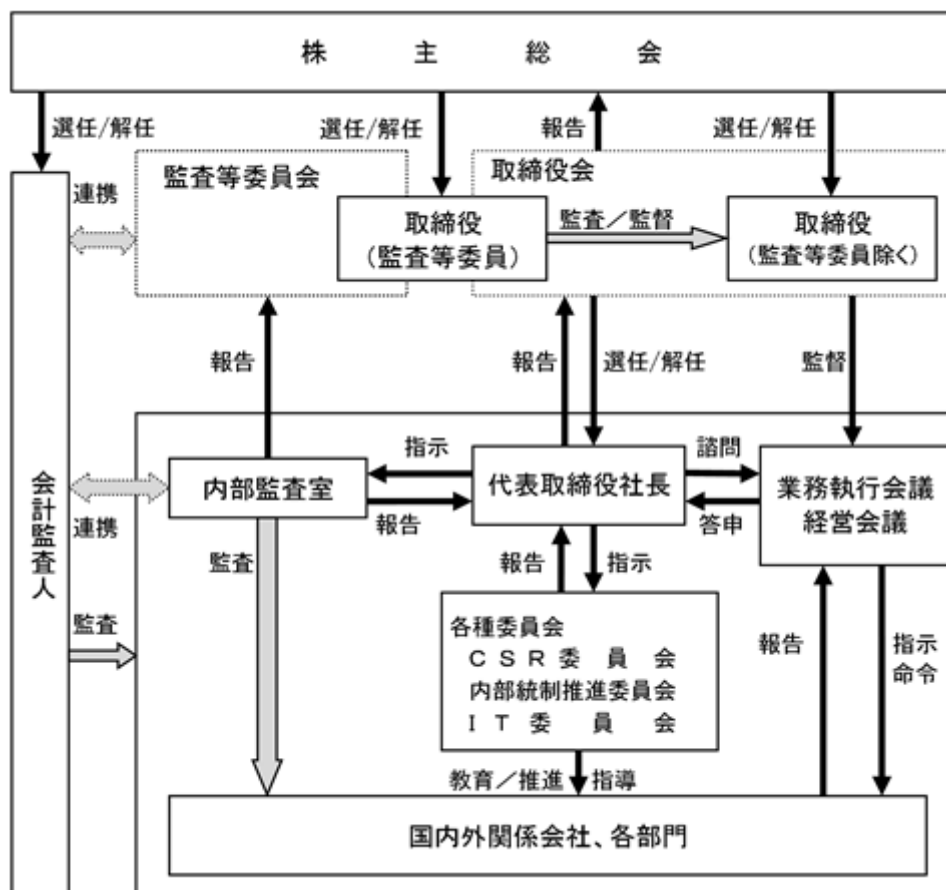 株主総会
選任/解任
選任/解任
報告
選任/解任
監査等委員会
取締役会
連携
取締役
(監査等委員)
監査／監督
取締役
(監査等委員除く)
報告
報告
選任/解任
監督
会計監査人
指示
諮問
内部監査室
代表取締役社長
業務執行会議
経営会議
連携
報告
答申
監査
報告
指示
監査
各種委員会
CSR委員会
内部統制推進委員会
IT委員会
報告
指示
命令
教育／推進
指導
国内外関係会社、各部門